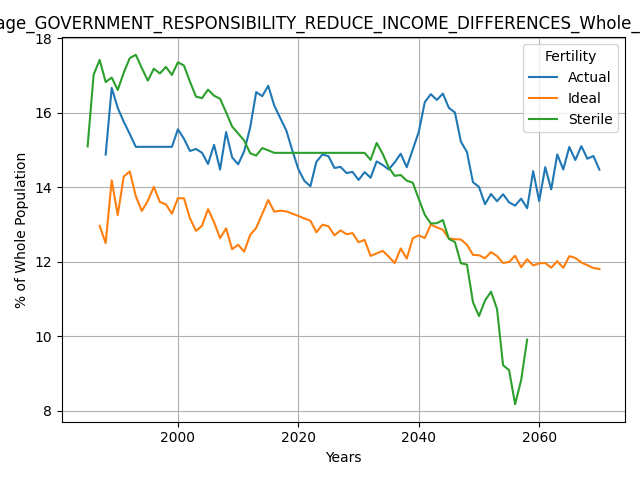 age_GOVERNMENT_RESPONSIBILITY_REDUCE_INCOME_DIFFERENCES_Whole_
Fertility
Actual
Ideal
Sterile
% of Whole Population
18
16
14
12
10
8
2000 2020 2040 2060
Years